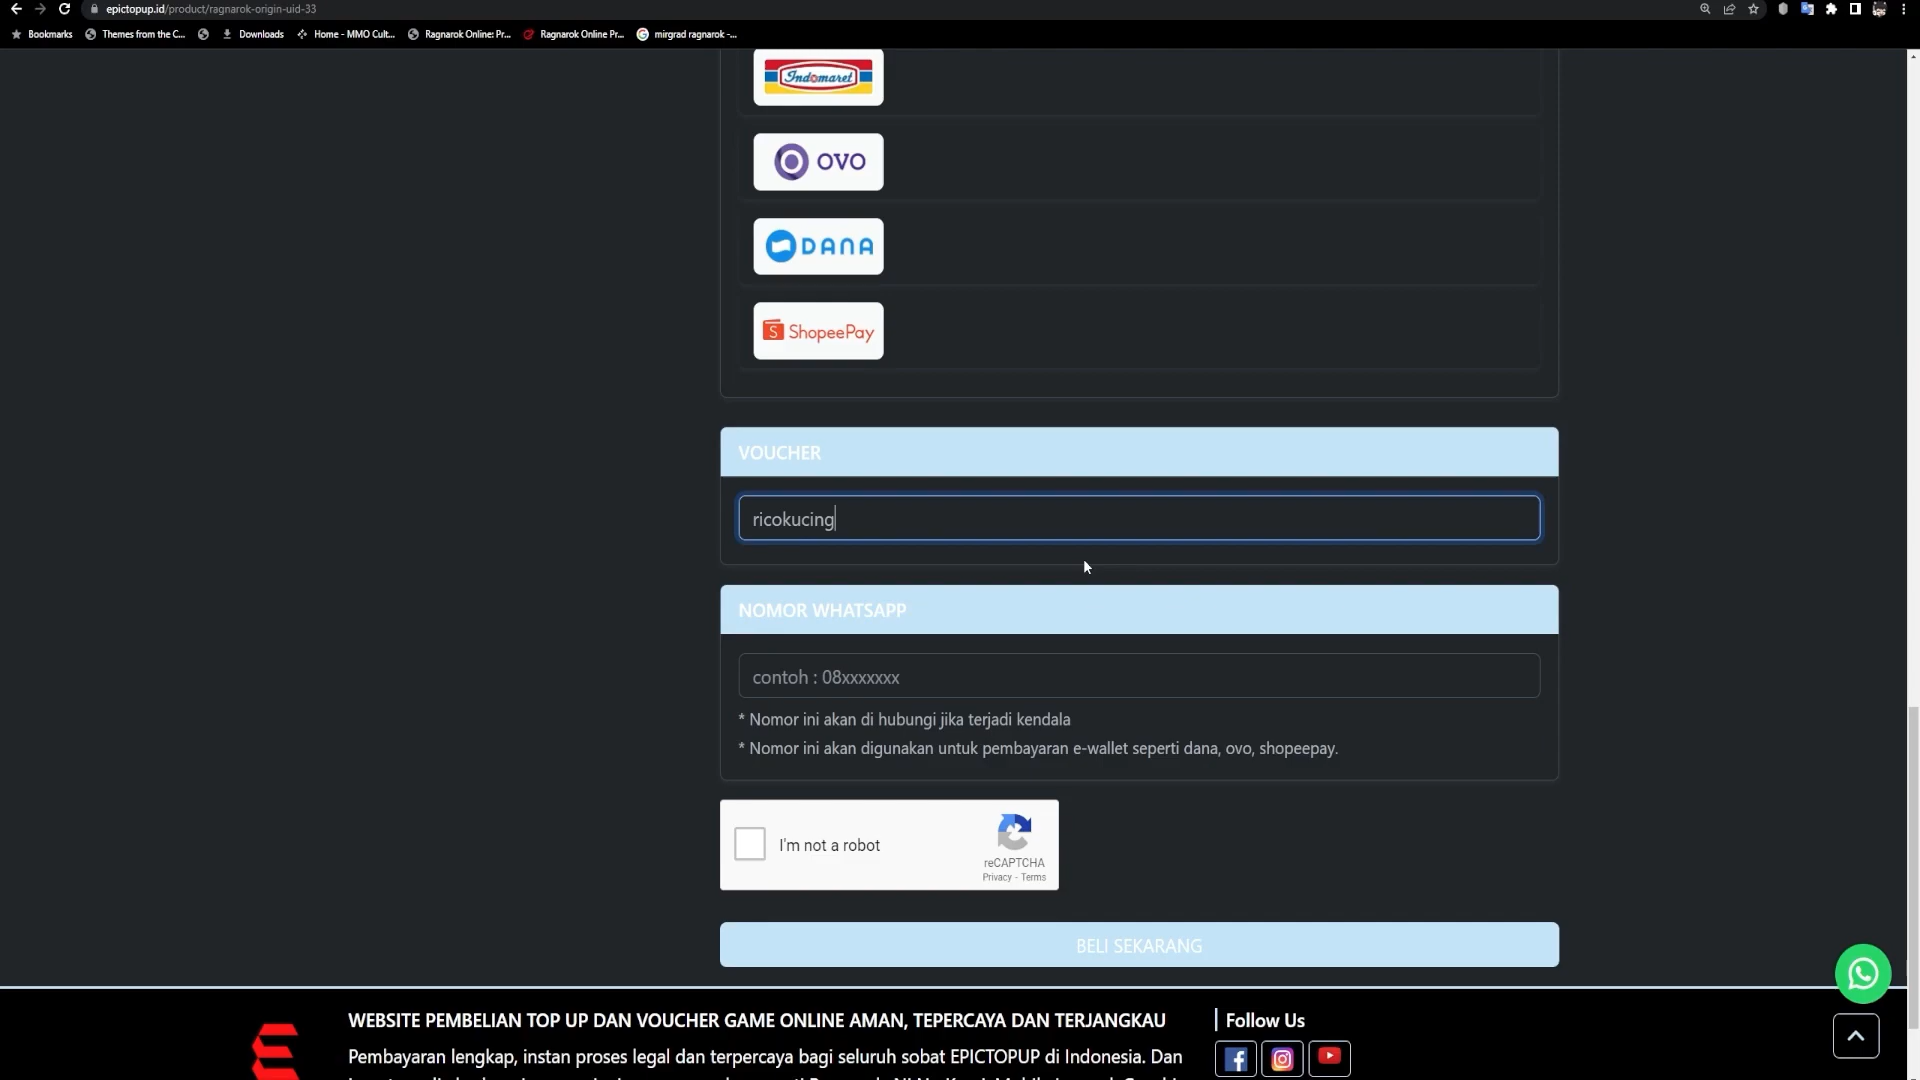 epictopup.id/product/ragnarok-origin-uid-33
Bookmarks
Themes from the C...
Downloads
Home - MMO Cult...
Ragnarok Online: Pr...
Ragnarok Online Pr...
mirgrad ragnarok -...
Indomaret
OVO
DANA
S ShopeePay
VOUCHER
ricokucing
NOMOR WHATSAPP
contoh : 08xxxxxxx
* Nomor ini akan di hubungi jika terjadi kendala
* Nomor ini akan digunakan untuk pembayaran e-wallet seperti dana, ovo, shopeepay.
I'm not a robot
reCAPTCHA
Privacy - Terms
BELI SEKARANG
WEBSITE PEMBELIAN TOP UP DAN VOUCHER GAME ONLINE AMAN, TEPERCAYA DAN TERJANGKAU
Follow Us
Pembayaran lengkap, instan proses legal dan terpercaya bagi seluruh sobat EPICTOPUP di Indonesia. Dan